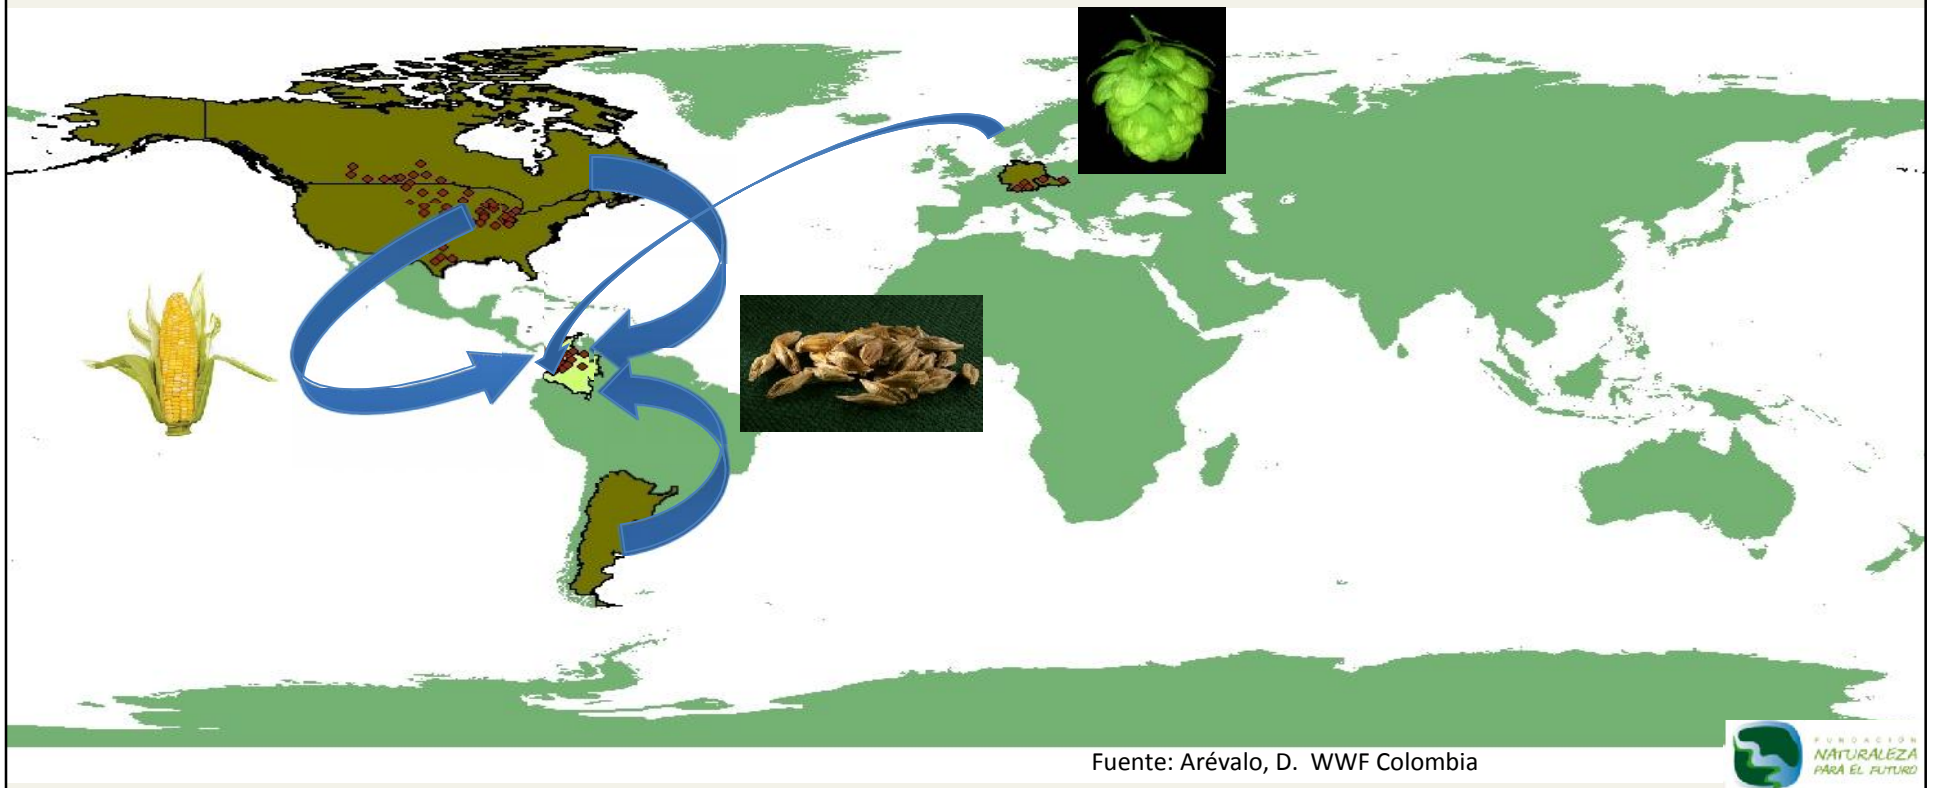 Fuente: Arévalo, D. WWF Colombia
FUNDACIÓN
NATURALEZA
PARA EL FUTURO